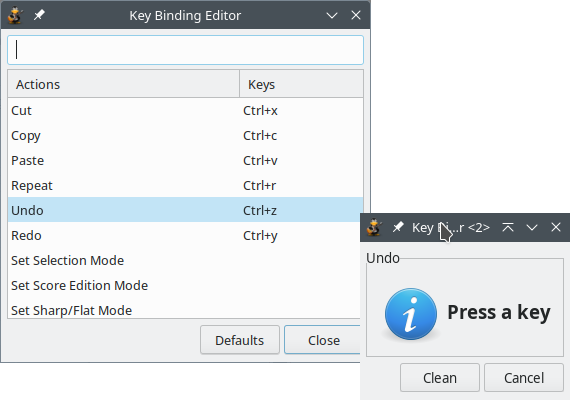 Key Binding Editor
Actions Keys
Cut Ctrl+x
Copy Ctrl+c
Paste Ctrl+v
Repeat Ctrl+r
Undo Ctrl+z
Redo Ctrl+y
Set Selection Mode
Set Score Edition Mode
Set Sharp/Flat Mode
Defaults Close
Key ...r <2>
Undo
Press a key
Clean Cancel